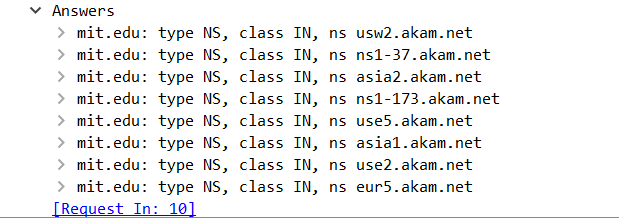 Answers
mit.edu: type NS, class IN, ns usw2.akam.net
mit.edu: type NS, class IN, ns ns1-37.akam.net
mit.edu: type NS, class IN, ns asia2.akam.net
mit.edu: type NS, class IN, ns ns1-173.akam.net
mit.edu: type NS, class IN, ns use5.akam.net
mit.edu: type NS, class IN, ns asia1.akam.net
mit.edu: type NS, class IN, ns use2.akam.net
mit.edu: type NS, class IN, ns eur5.akam.net
[Request In: 10]